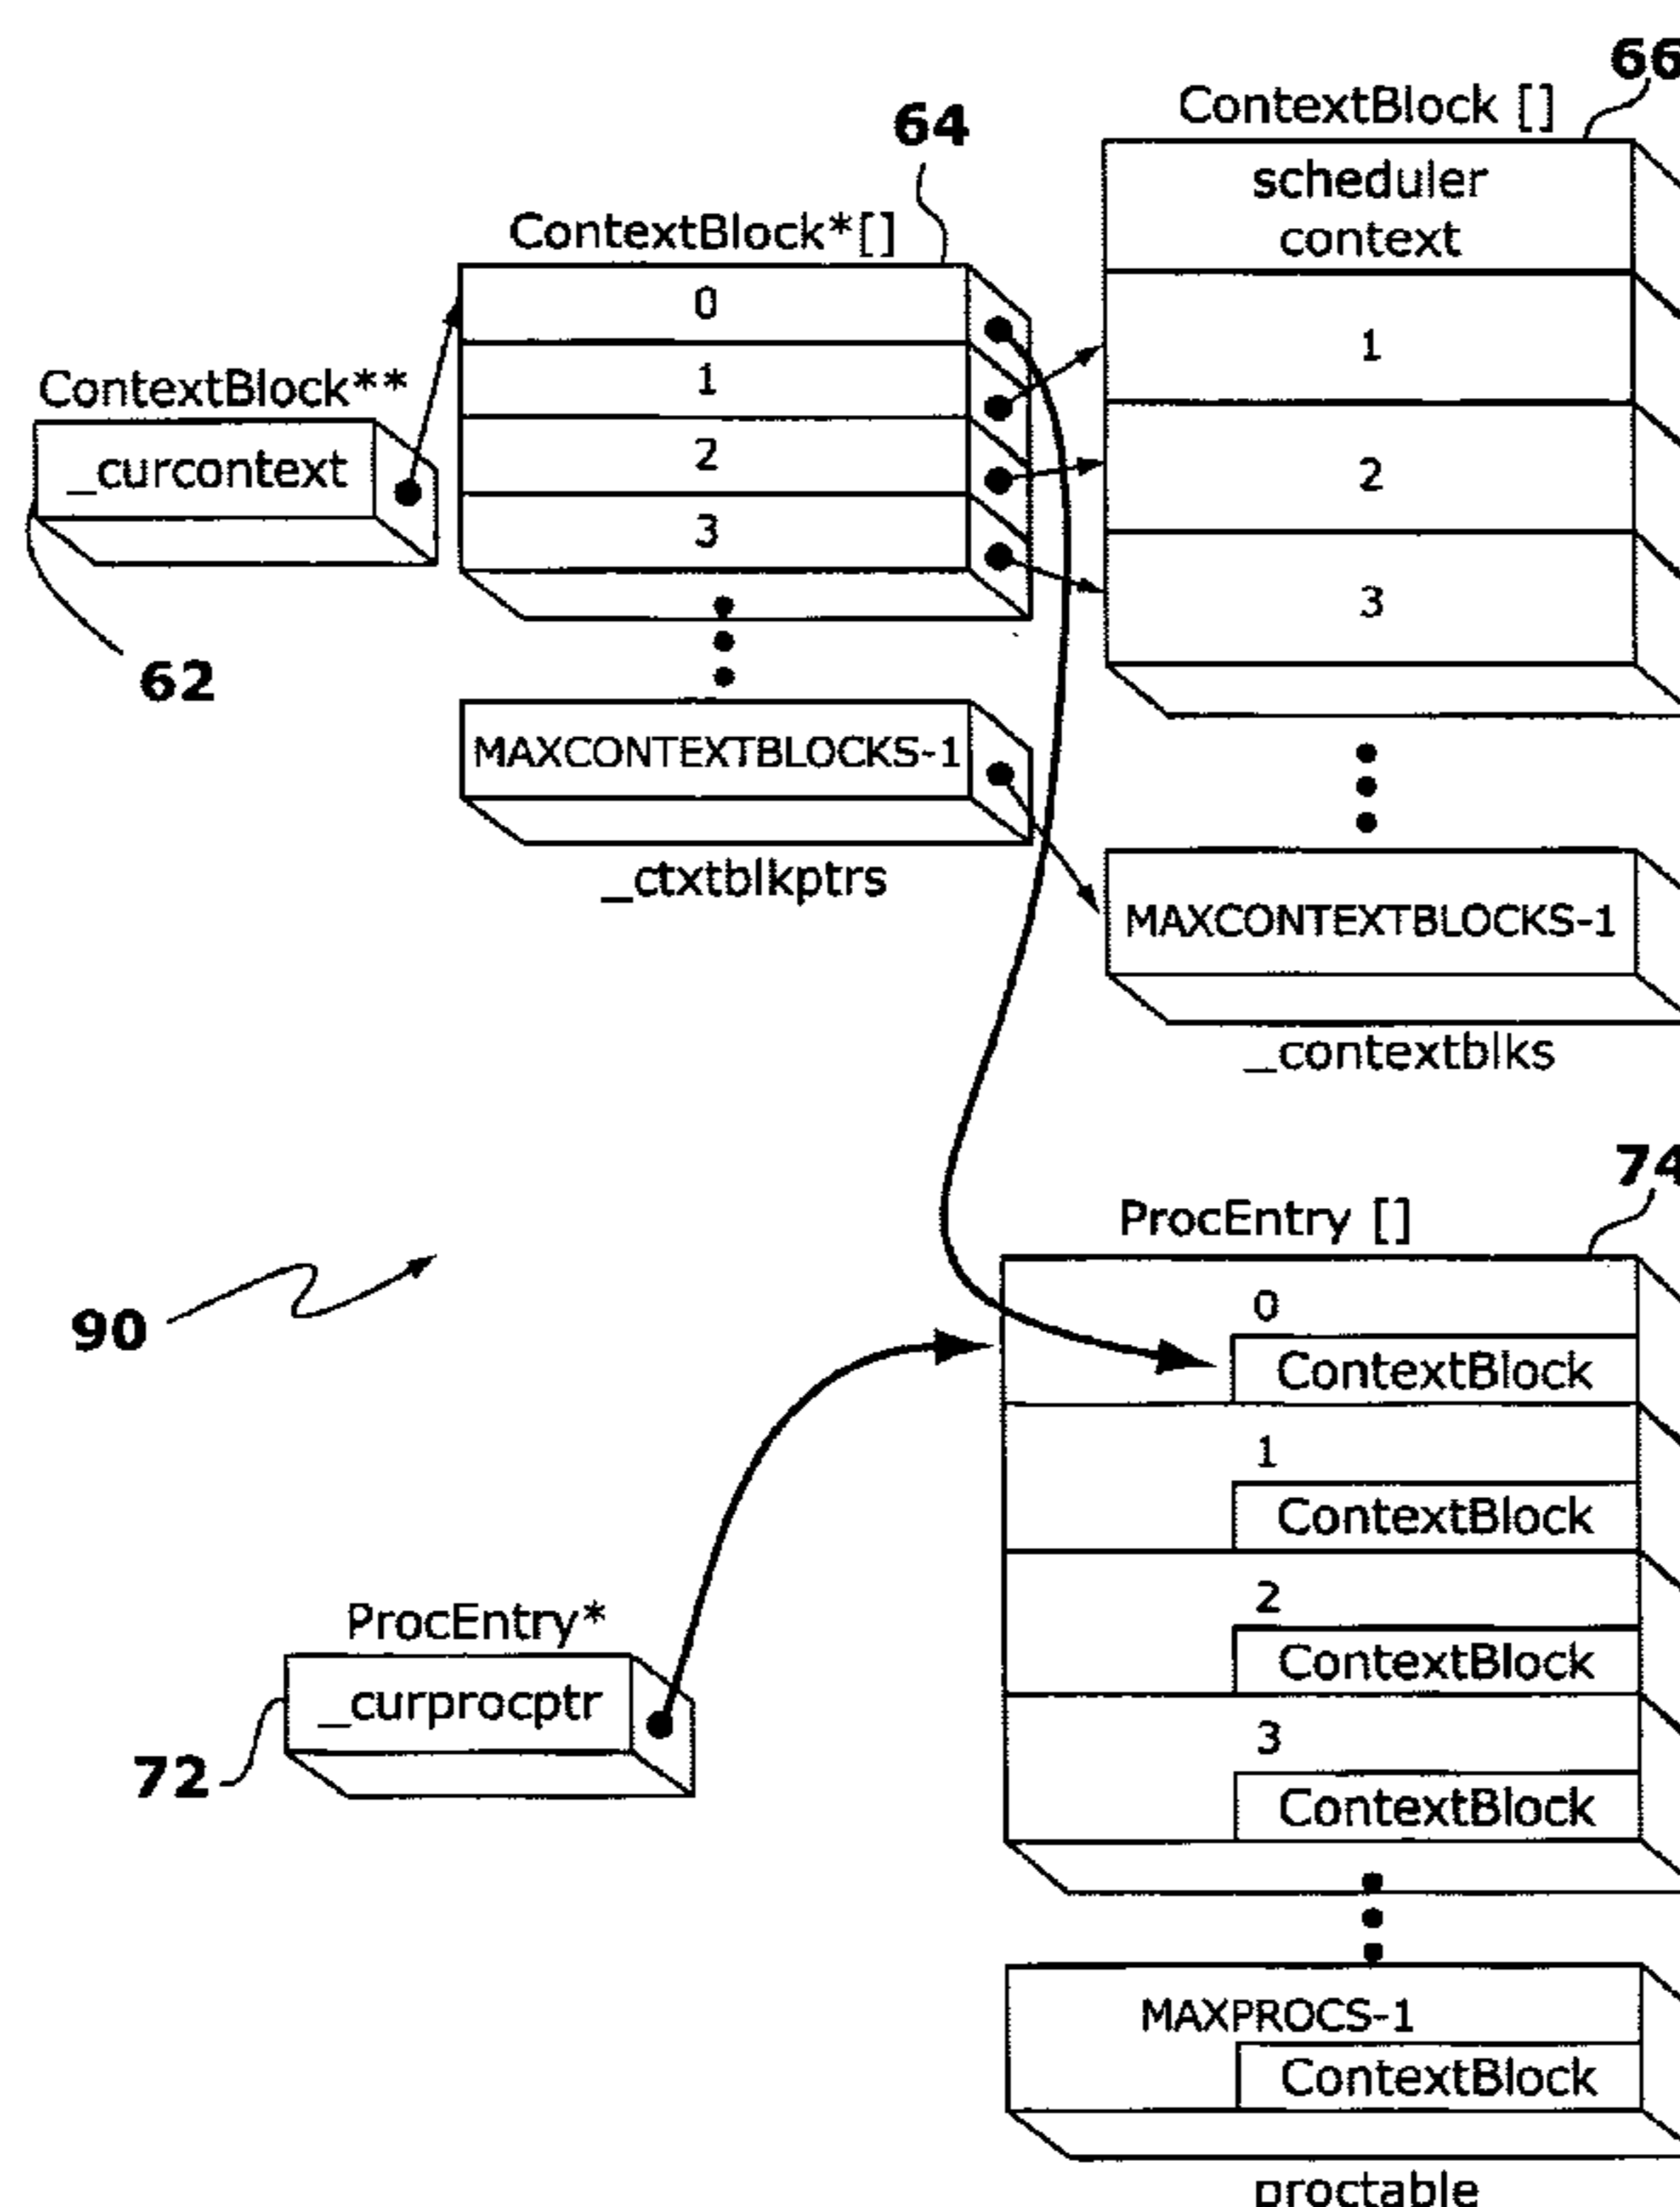 66
ContextBlock []
64
scheduler
context
ContextBlock*[]
0
1
2
3
1
2
3
ContextBlock**
_curcontext
62
MAXCONTEXTBLOCKS-1
_ctxtblkptrs
MAXCONTEXTBLOCKS-1
_contextblks
74
ProcEntry []
90
0
ContextBlock
1
ContextBlock
2
ContextBlock
3
ContextBlock
ProcEntry*
_curprocptr
72
MAXPROCS-1
ContextBlock
proctable